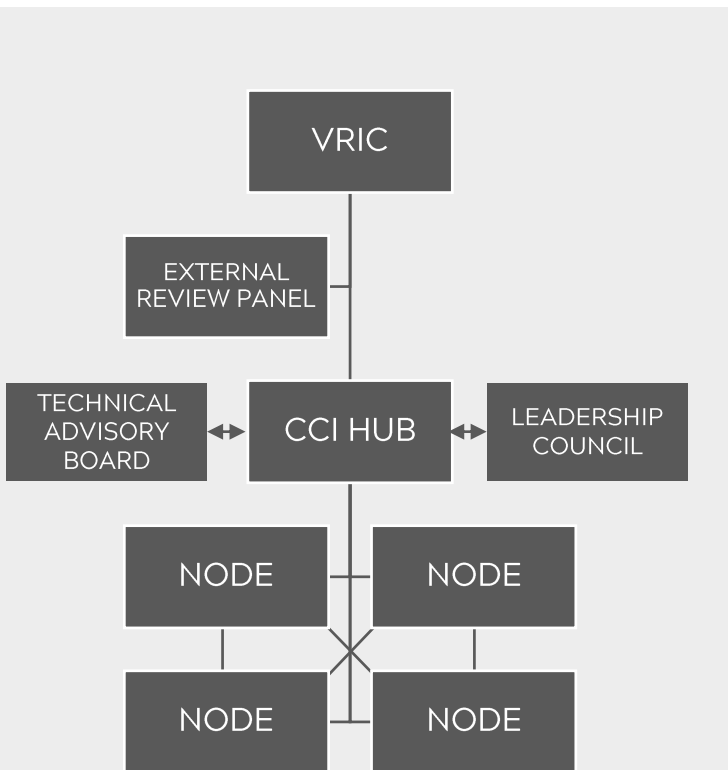 VRIC
EXTERNAL
REVIEW PANEL
TECHNICAL
ADVISORY
BOARD
CCI HUB
LEADERSHIP
COUNCIL
NODE
NODE
NODE
NODE